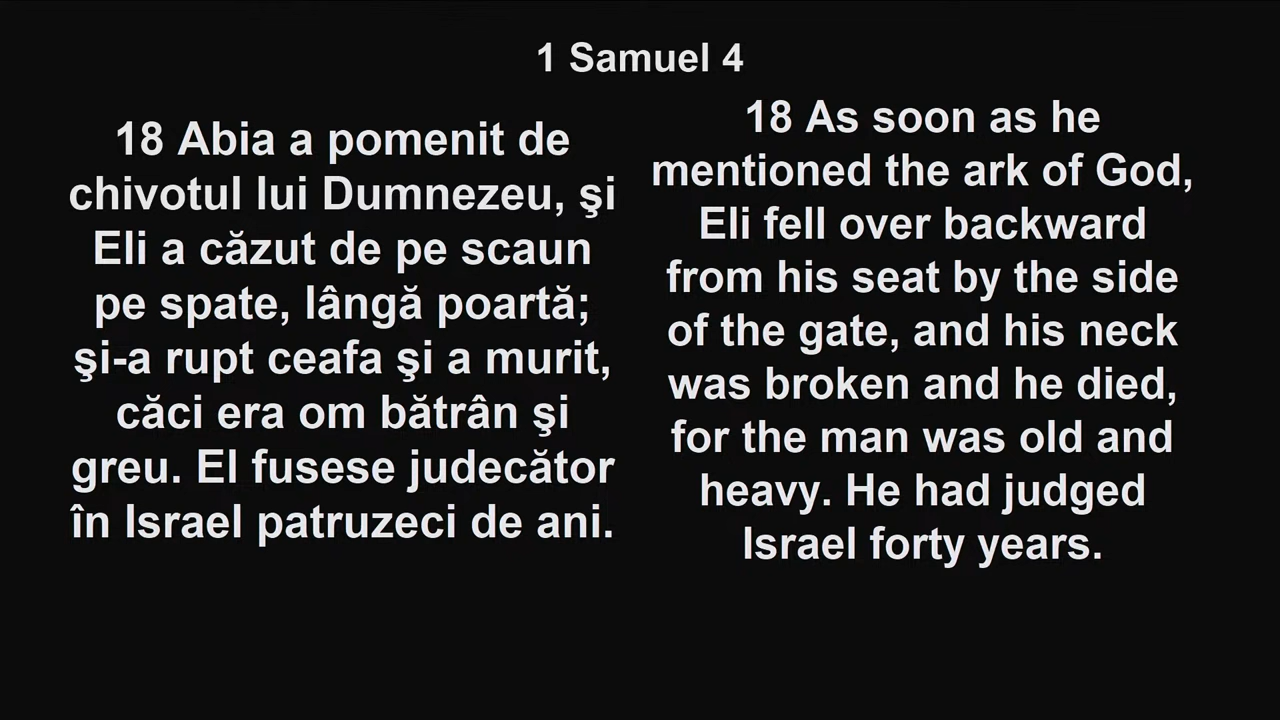 1 Samuel 4
18 Abia a pomenit de
chivotul lui Dumnezeu, şi
Eli a căzut de pe scaun
pe spate, lângă poartă;
şi-a rupt ceafa şi a murit,
căci era om bătrân şi
greu. El fusese judecător
în Israel patruzeci de ani.
18 As soon as he
mentioned the ark of God,
Eli fell over backward
from his seat by the side
of the gate, and his neck
was broken and he died,
for the man was old and
heavy. He had judged
Israel forty years.